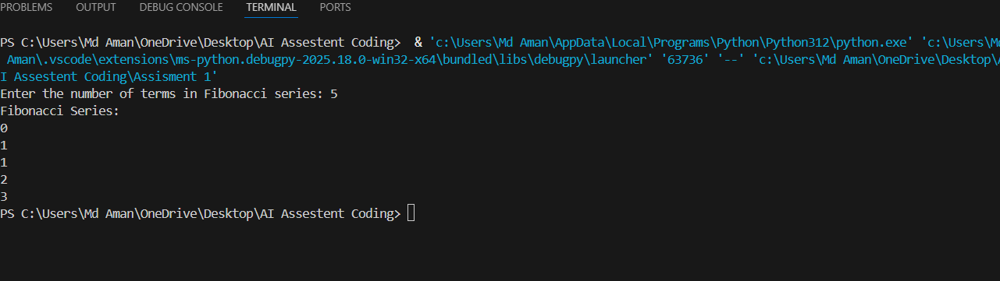 PROBLEMS OUTPUT DEBUG CONSOLE TERMINAL PORTS
PS C:\Users\Md Aman\OneDrive\Desktop\AI Assestent Coding>  & 'c:\Users\Md Aman\AppData\Local\Programs\Python\Python312\python.exe' 'c:\Users\Md
 Aman\.vscode\extensions\ms-python.debugpy-2025.18.0-win32-x64\bundled\libs\debugpy\launcher' '63736' '--' 'c:\Users\Md Aman\OneDrive\Desktop\A
I Assestent Coding\Assisment 1'
Enter the number of terms in Fibonacci series: 5
Fibonacci Series:
0
1
1
2
3
PS C:\Users\Md Aman\OneDrive\Desktop\AI Assestent Coding>